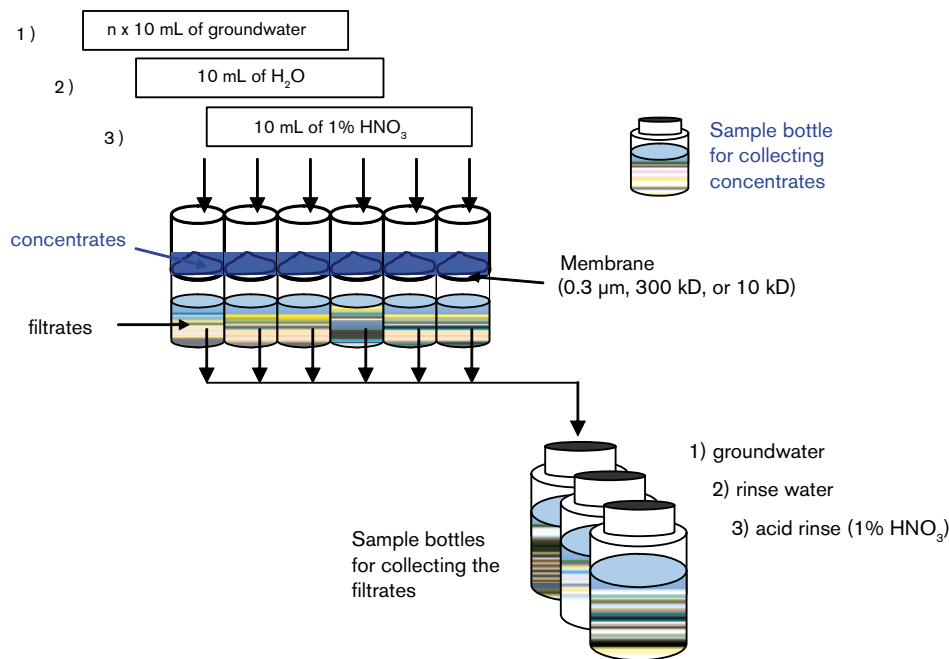 1 )
n x 10 mL of groundwater
2 )
10 mL of H₂O
3 )
10 mL of 1% HNO₃
Sample bottle
for collecting
concentrates
concentrates
Membrane
(0.3 µm, 300 kD, or 10 kD)
filtrates
1) groundwater
2) rinse water
3) acid rinse (1% HNO₃)
Sample bottles
for collecting the
filtrates